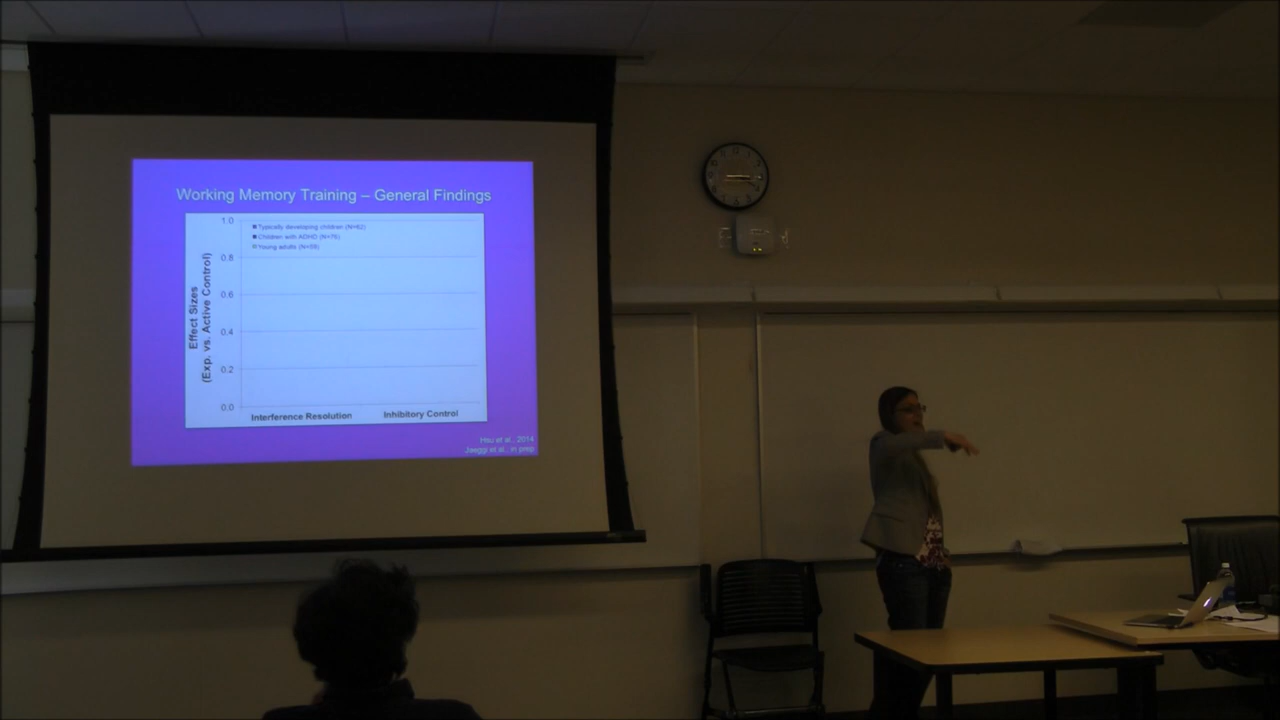 Working Memory Training – General Findings
1.0
Typically developing children (N=62)
Children with ADHD (N=76)
Young adults (N=59)
0.8
0.6
0.4
0.2
0.0
Effect Sizes
(Exp. vs. Active Control)
Interference Resolution Inhibitory Control
Hsu et al., 2014
Jaeggi et al., in prep